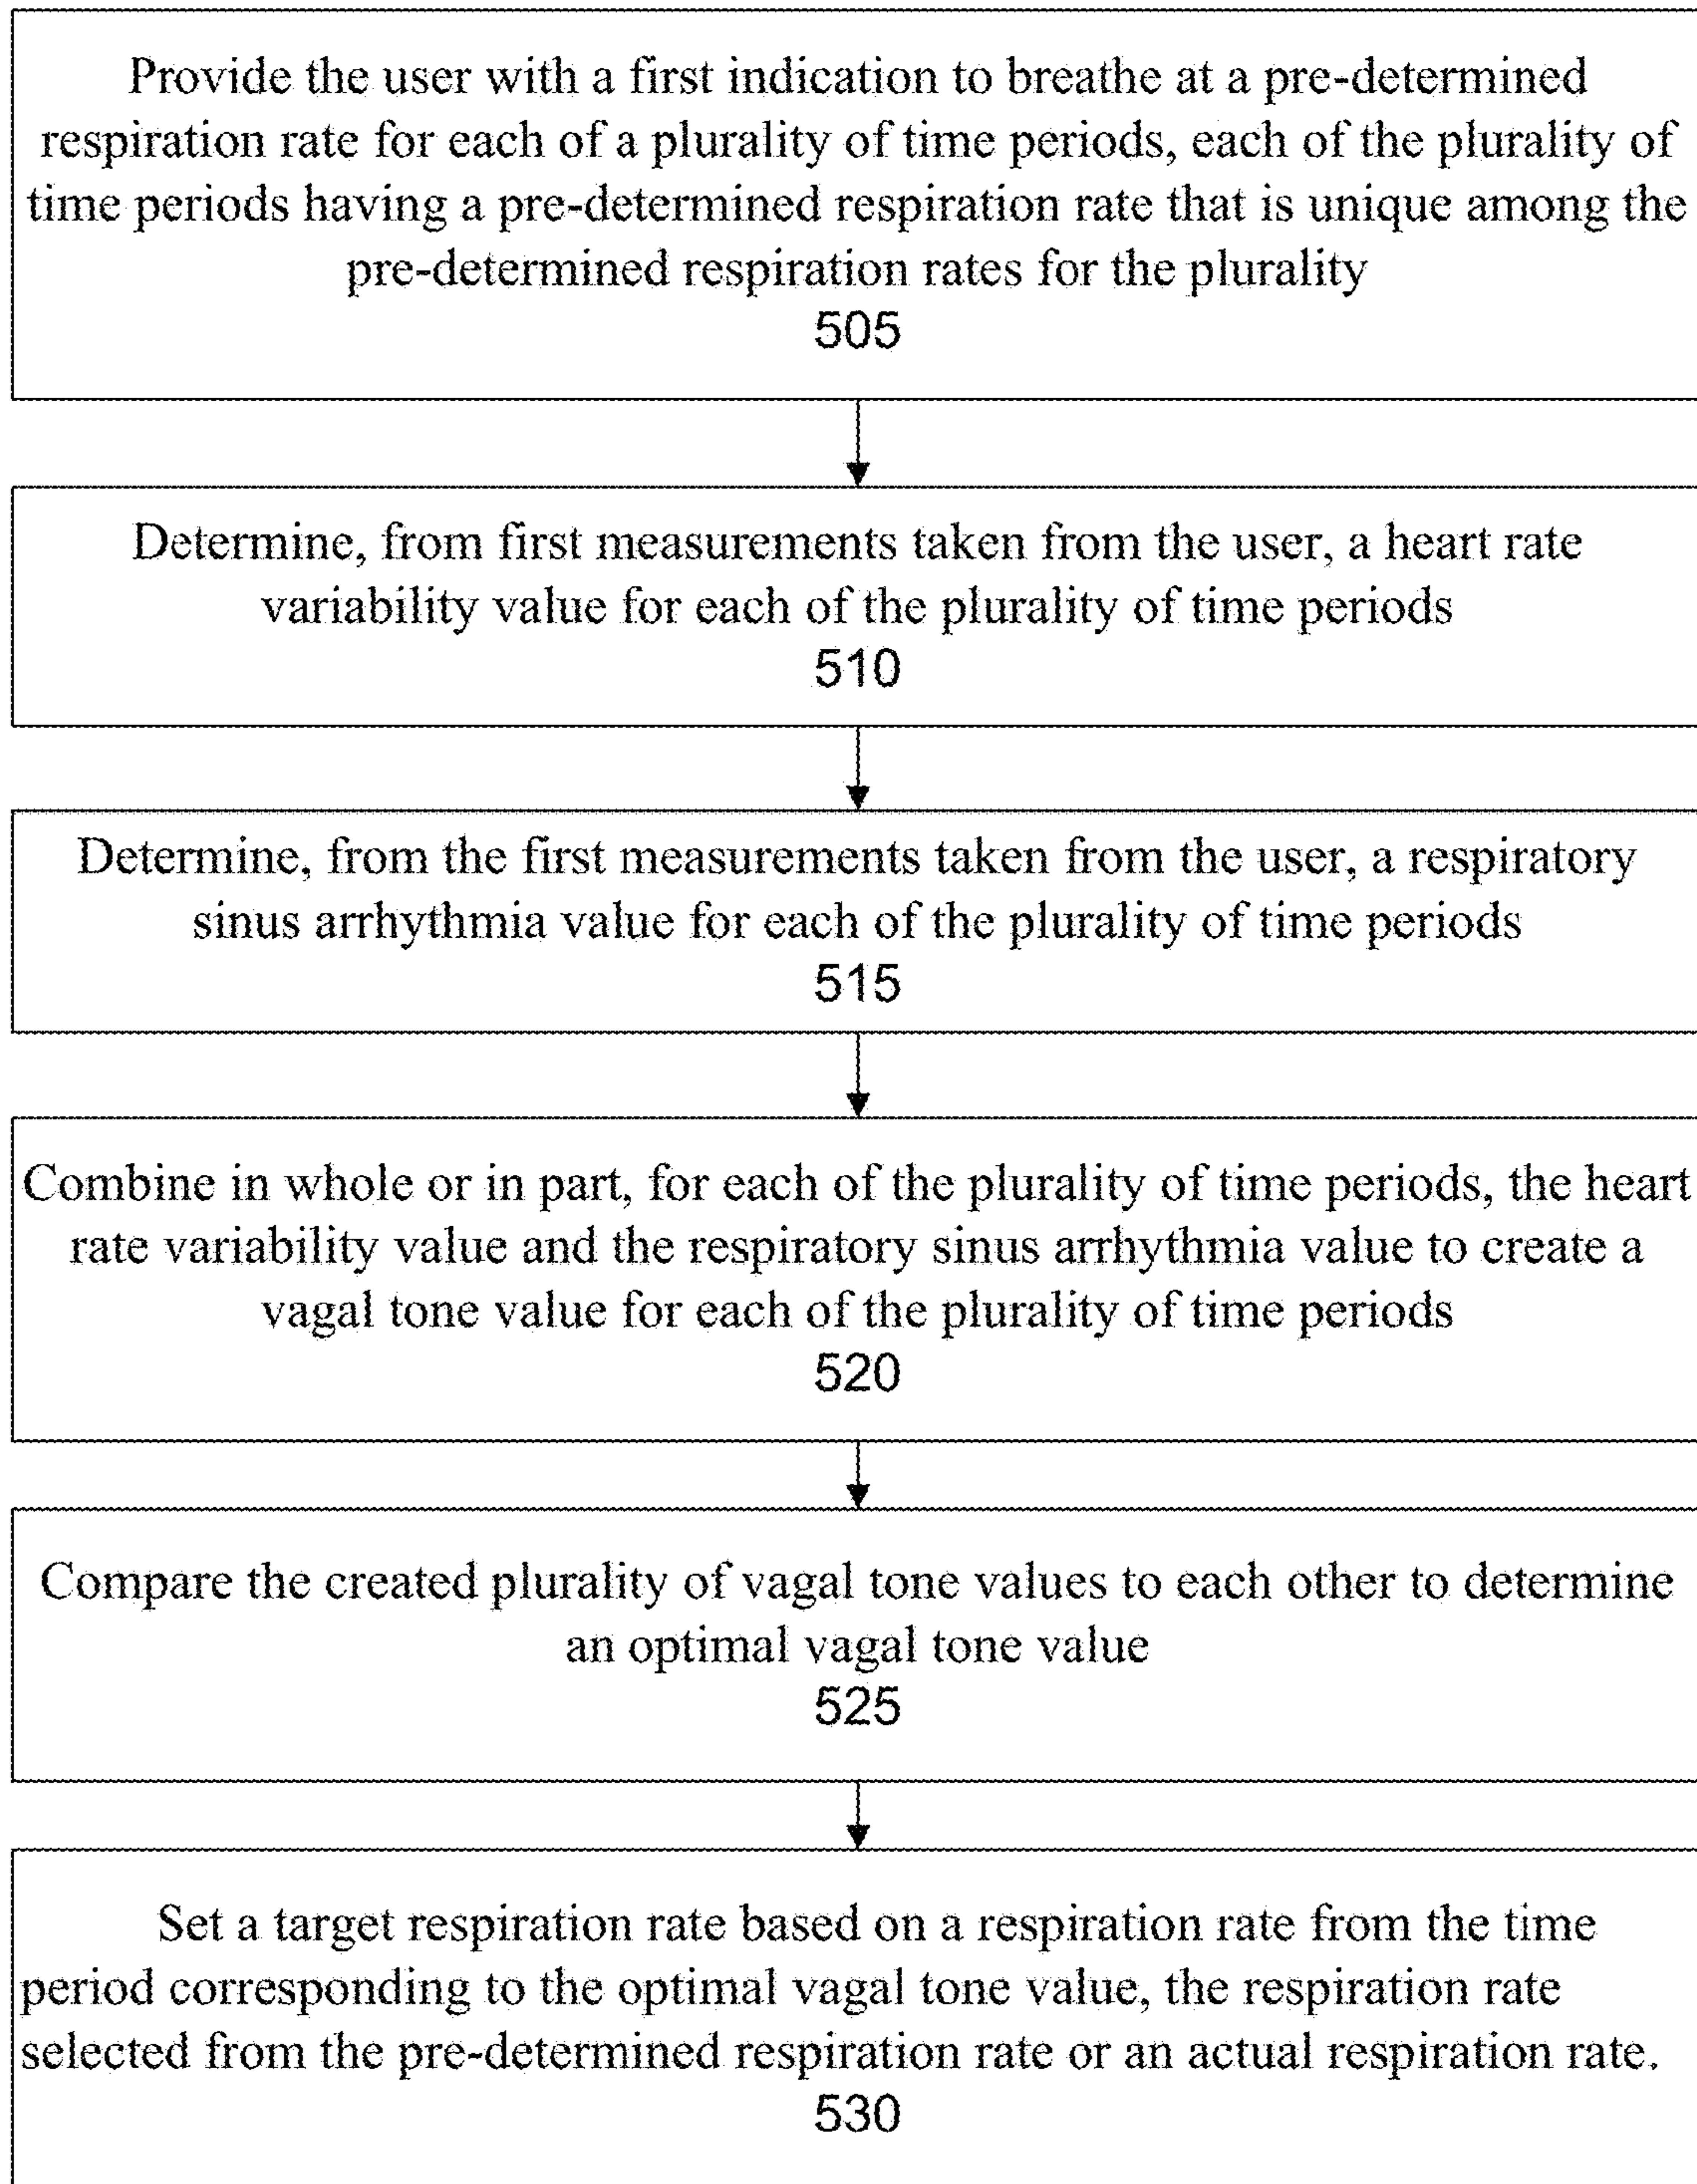 Provide the user with a first indication to breathe at a pre-determined
respiration rate for each of a plurality of time periods, each of the plurality of
time periods having a pre-determined respiration rate that is unique among the
pre-determined respiration rates for the plurality
505
Determine, from first measurements taken from the user, a heart rate
variability value for each of the plurality of time periods
510
Determine, from the first measurements taken from the user, a respiratory
sinus arrhythmia value for each of the plurality of time periods
515
Combine in whole or in part, for each of the plurality of time periods, the heart
rate variability value and the respiratory sinus arrhythmia value to create a
vagal tone value for each of the plurality of time periods
520
Compare the created plurality of vagal tone values to each other to determine
an optimal vagal tone value
525
Set a target respiration rate based on a respiration rate from the time
period corresponding to the optimal vagal tone value, the respiration rate
selected from the pre-determined respiration rate or an actual respiration rate.
530